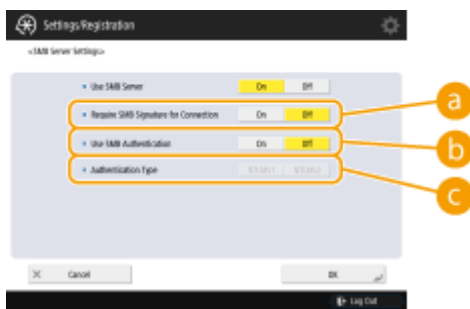 Settings/Registration
<SMB Server Settings>
Use SMB Server On Off
Require SMB Signature for Connection On Off
a
Use SMB Authentication On Off
b
Authentication Type
c
Cancel OK
Log Out